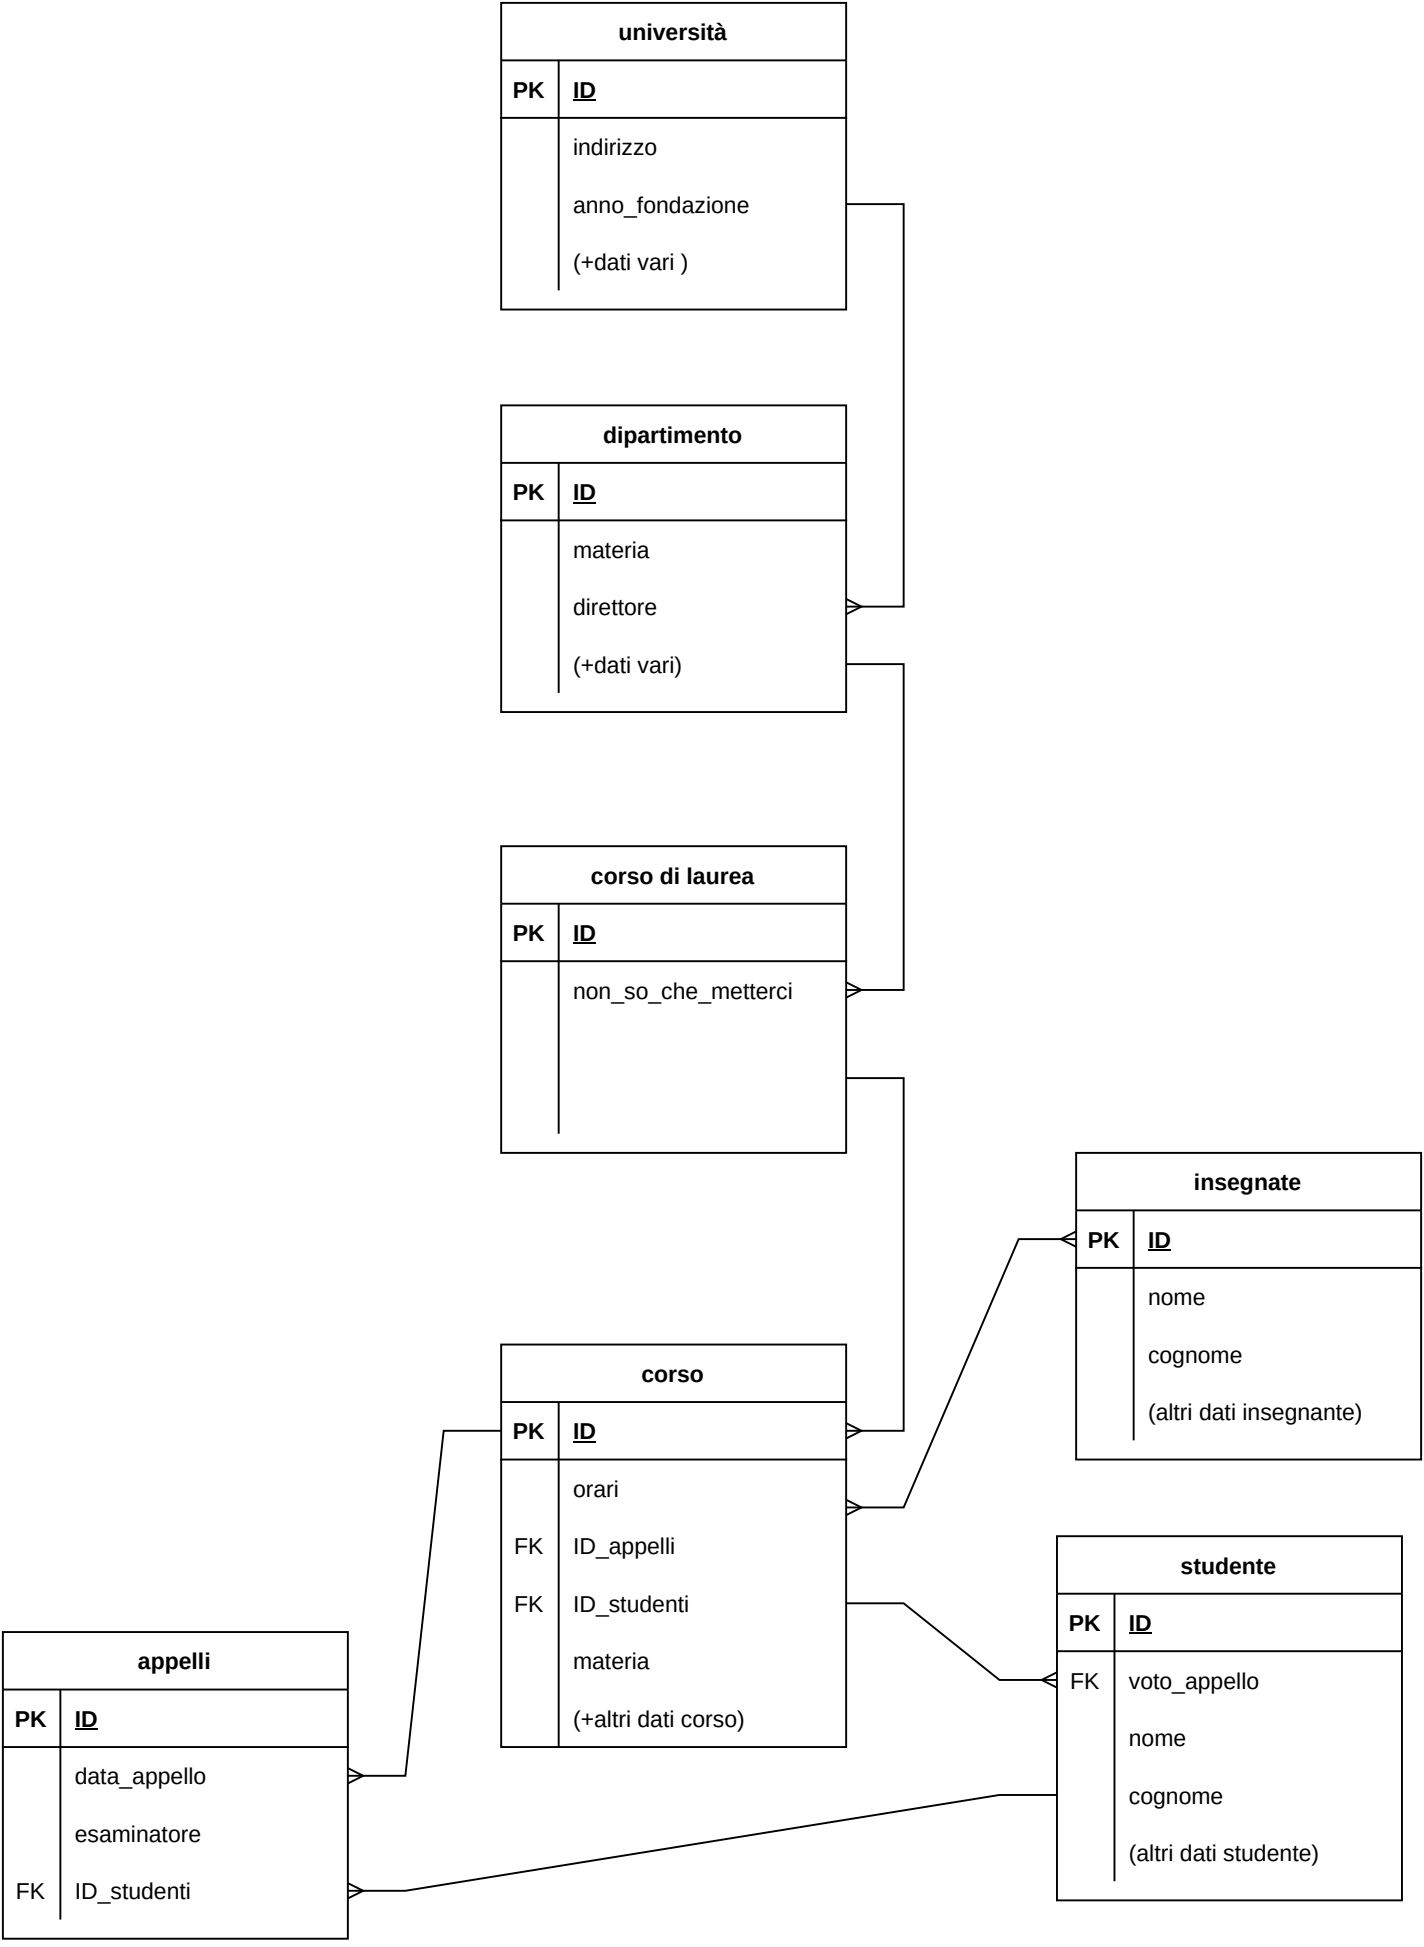 università
PK ID
indirizzo
anno_fondazione
(+dati vari )
dipartimento
PK ID
materia
direttore
(+dati vari)
corso di laurea
PK ID
non_so_che_metterci
insegnate
PK ID
nome
cognome
(altri dati insegnante)
corso
PK ID
orari
FK ID_appelli
FK ID_studenti
materia
(+altri dati corso)
studente
PK ID
FK voto_appello
nome
cognome
(altri dati studente)
appelli
PK ID
data_appello
esaminatore
FK ID_studenti